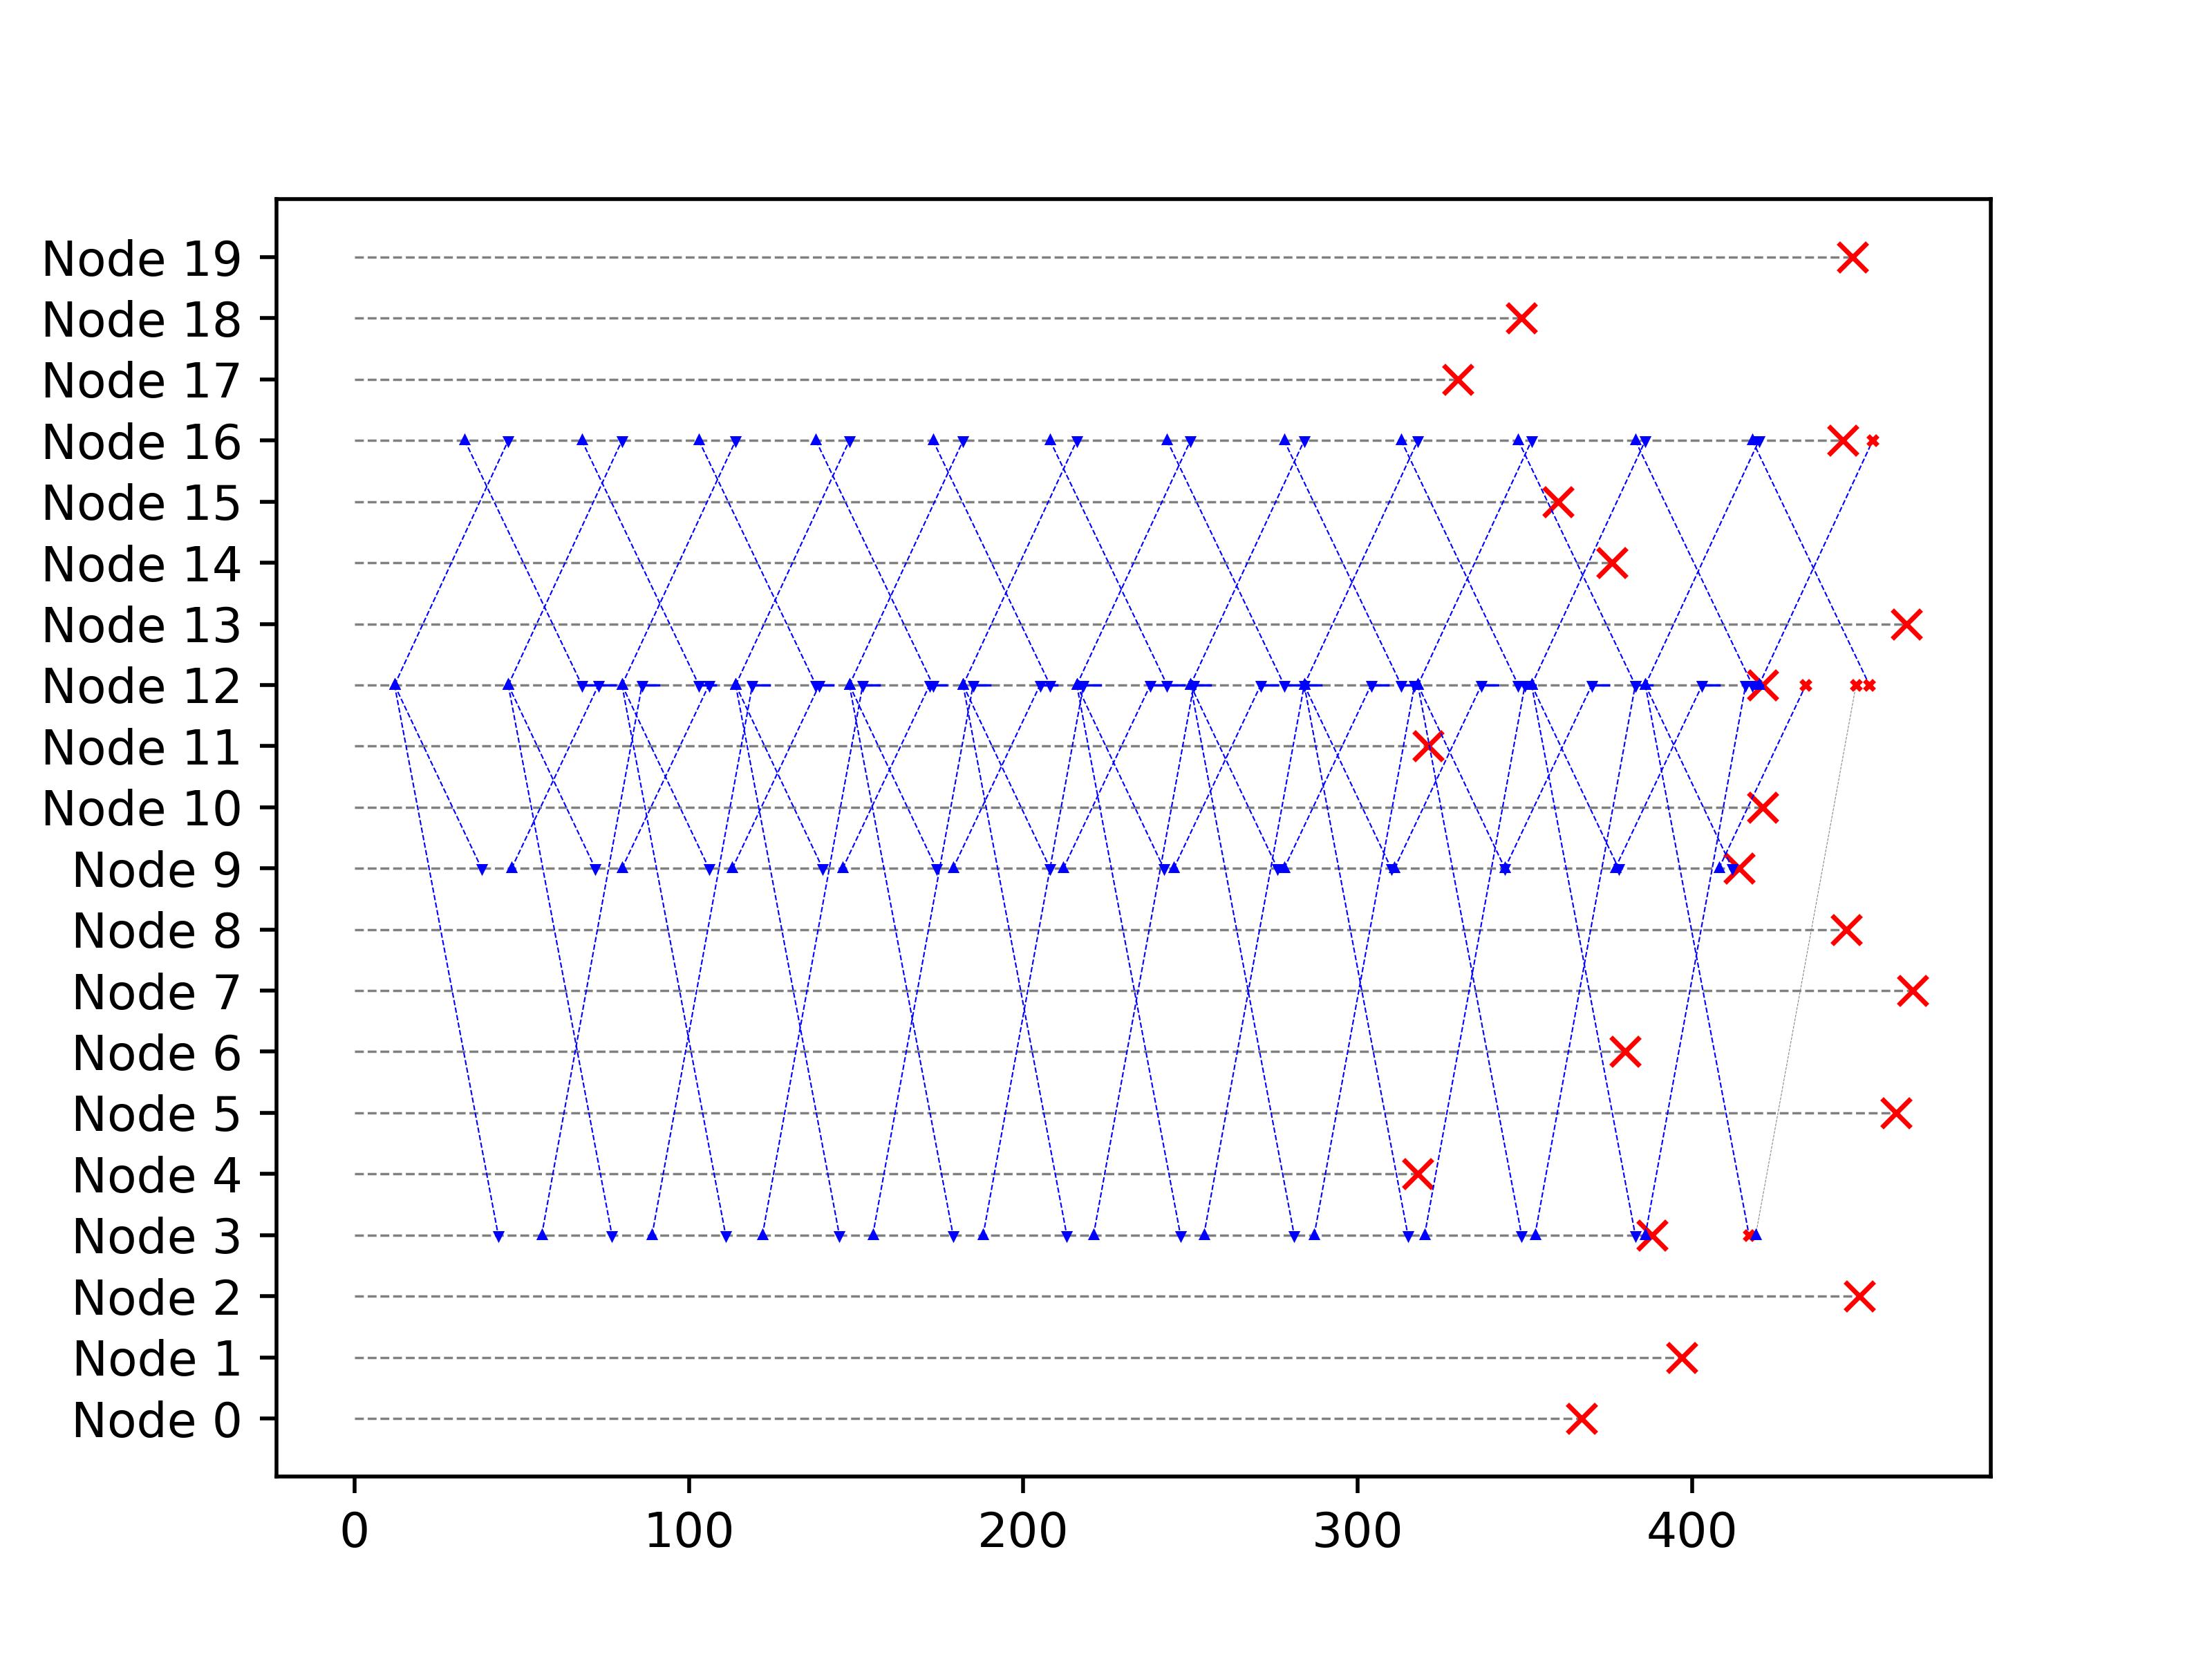 Node 19
Node 18
Node 17
Node 16
Node 15
Node 14
Node 13
Node 12
Node 11
Node 10
Node 9
Node 8
Node 7
Node 6
Node 5
Node 4
Node 3
Node 2
Node 1
Node 0
0 100 200 300 400